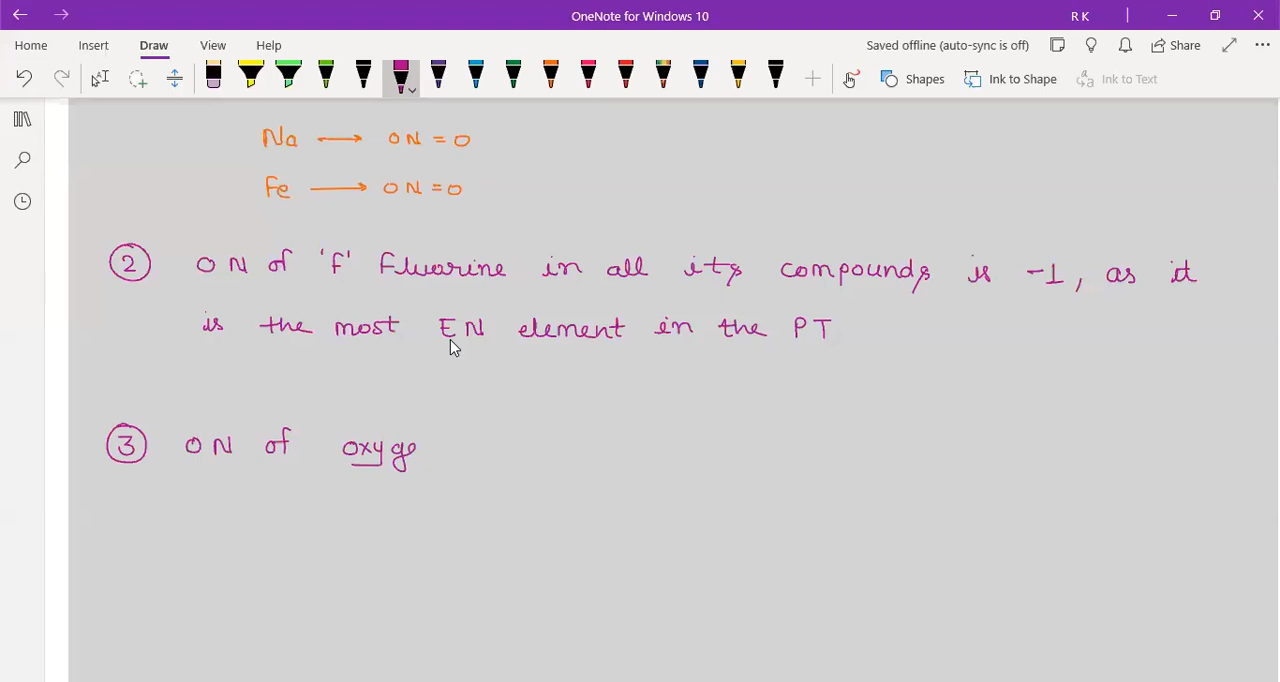 OneNote for Windows 10
R K
Home Insert Draw View Help
Saved offline (auto-sync is off)
Share
Shapes
Ink to Shape
Ink to Text
Na → ON = 0
Fe → ON = 0
② ON of 'F' Fluorine in all its compounds is -1, as it
is the most EN element in the PT
③ ON of oxyge